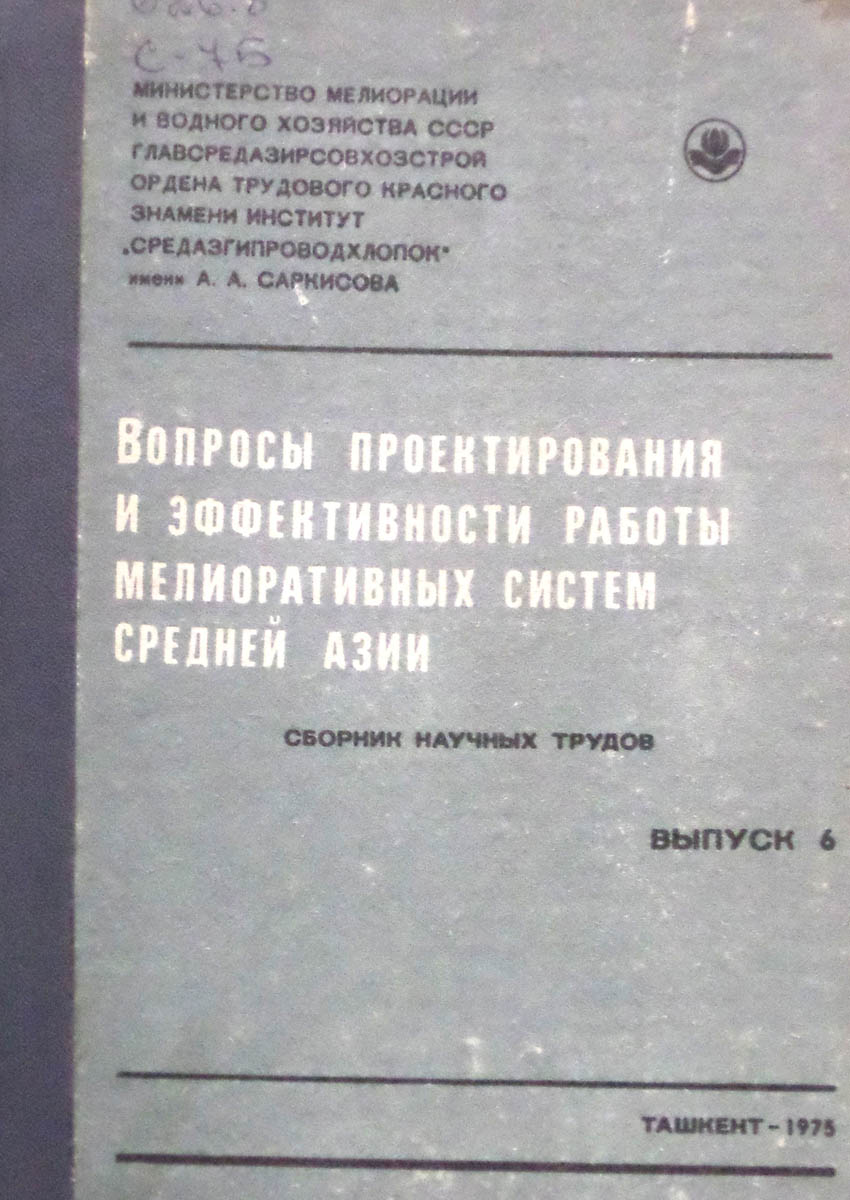 С-75
МИНИСТЕРСТВО МЕЛИОРАЦИИ
И ВОДНОГО ХОЗЯЙСТВА СССР
ГЛАВСРЕДАЗИРСОВХОЗСТРОЙ
ОРДЕНА ТРУДОВОГО КРАСНОГО
ЗНАМЕНИ ИНСТИТУТ
„СРЕДАЗГИПРОВОДХЛОПОК"
имени А. А. САРКИСОВА
ВОПРОСЫ ПРОЕКТИРОВАНИЯ
И ЭФФЕКТИВНОСТИ РАБОТЫ
МЕЛИОРАТИВНЫХ СИСТЕМ
СРЕДНЕЙ АЗИИ
СБОРНИК НАУЧНЫХ ТРУДОВ
ВЫПУСК 6
ТАШКЕНТ – 1975